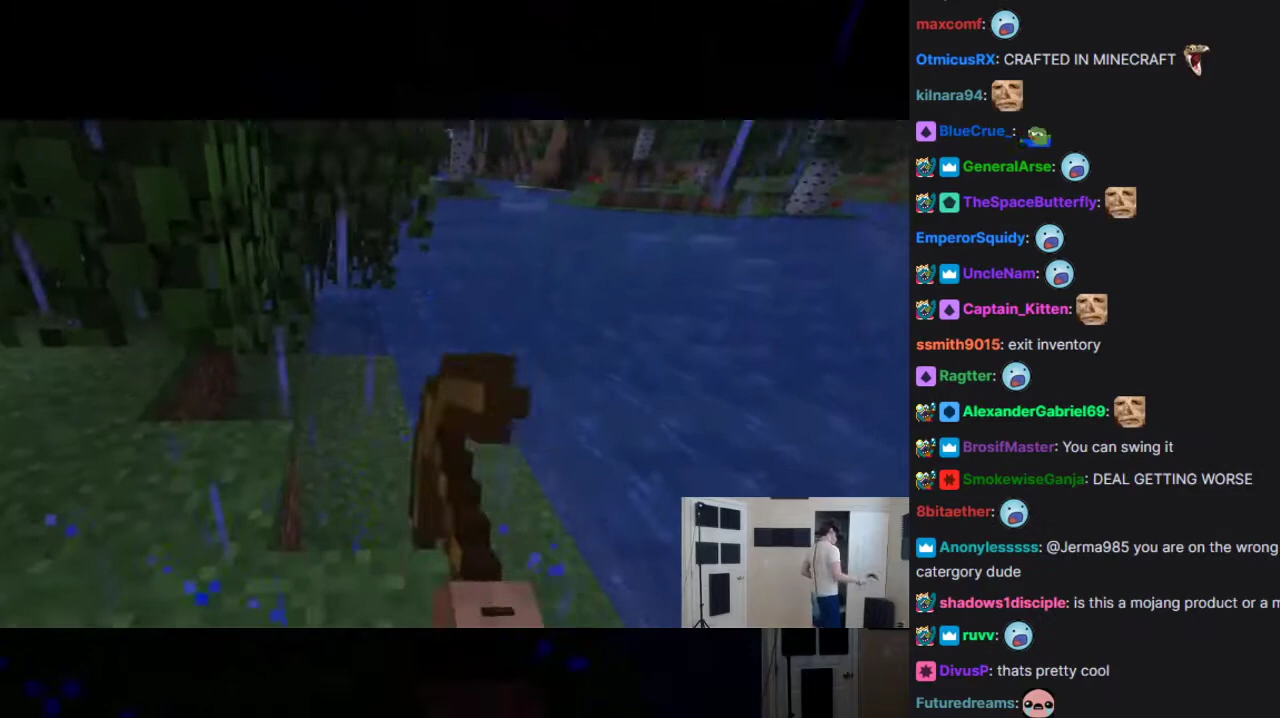 maxcomf:
OtmicusRX: CRAFTED IN MINECRAFT
kilnara94:
BlueCrue_:
GeneralArse:
TheSpaceButterfly:
EmperorSquidy:
UncleNam:
Captain_Kitten:
ssmith9015: exit inventory
Ragtter:
AlexanderGabriel69:
BrosifMaster: You can swing it
SmokewiseGanja: DEAL GETTING WORSE
8bitaether:
Anonylesssss: @Jerma985 you are on the wrong
catergory dude
shadows1disciple: is this a mojang product or a
ruvv:
DivusP: thats pretty cool
Futuredreams: